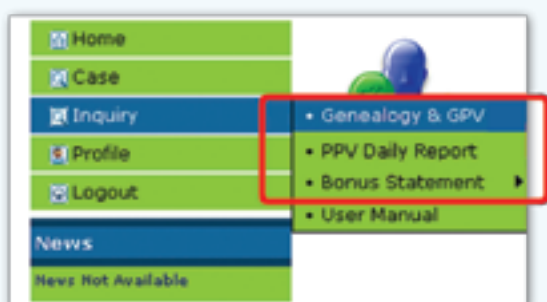 Home
Case
Inquiry
Profile
Logout
• Genealogy & GPV
• PPV Daily Report
• Bonus Statement
• User Manual
News
News Not Available